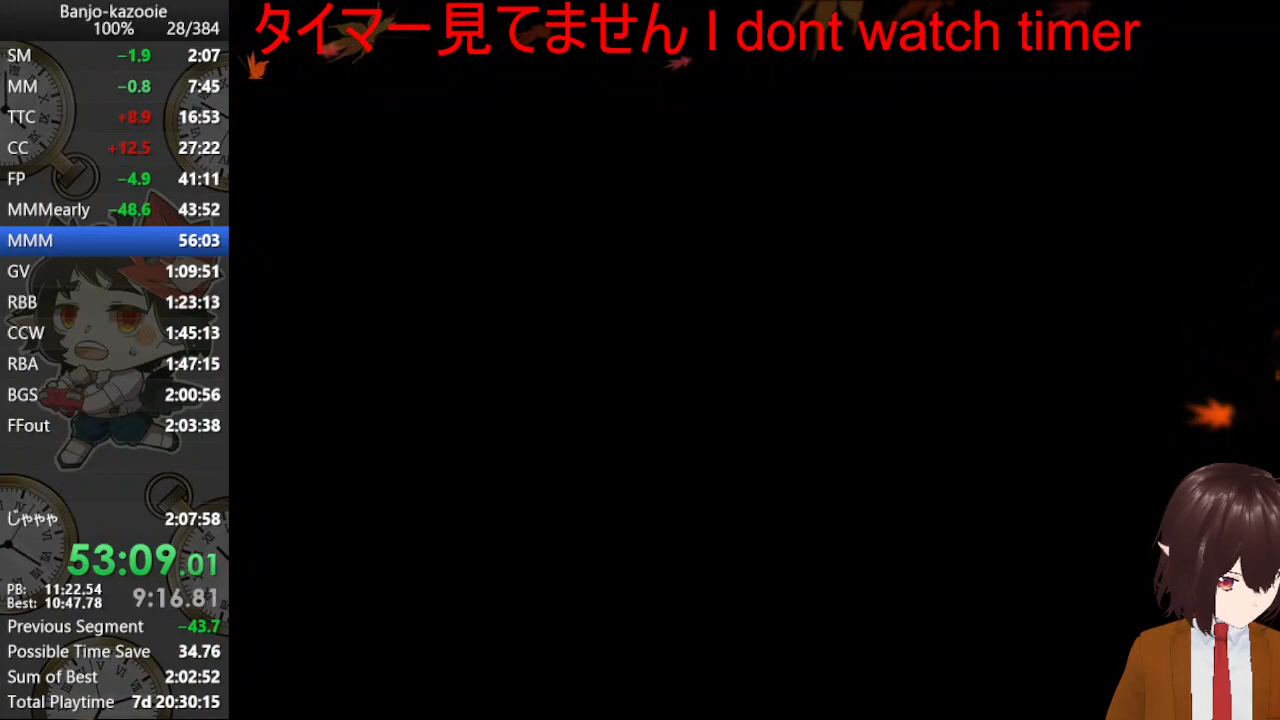 Banjo-kazooie
100% 28/384
SM −1.9 2:07
MM −0.8 7:45
TTC +8.9 16:53
CC +12.5 27:22
FP −4.9 41:11
MMMearly −48.6 43:52
MMM 56:03
GV 1:09:51
RBB 1:23:13
CCW 1:45:13
RBA 1:47:15
BGS 2:00:56
FFout 2:03:38
じゃゃゃ 2:07:58
53:09.01
PB: 11:22.54
Best: 10:47.78 9:16.81
Previous Segment −43.7
Possible Time Save 34.76
Sum of Best 2:02:52
Total Playtime 7d 20:30:15
タイマー見てません I dont watch timer